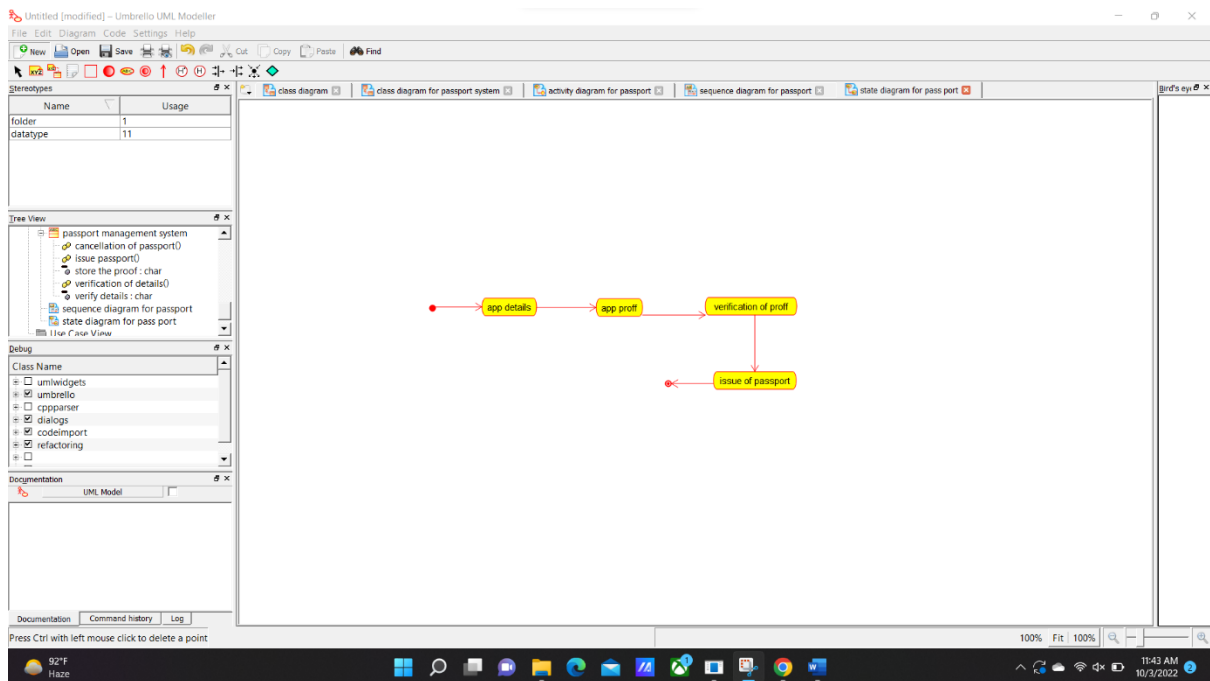 Untitled [modified] – Umbrello UML Modeller
File Edit Diagram Code Settings Help
New Open Save Cut Copy Paste Find
XYZ
Stereotypes
Name Usage
folder 1
datatype 11
class diagram class diagram for passport system activity diagram for passport sequence diagram for passport state diagram for pass port
Bird's eye
Tree View
passport management system
cancellation of passport()
issue passport()
store the proof : char
verification of details()
verify details : char
sequence diagram for passport
state diagram for pass port
Use Case View
app details app proff verification of proff
issue of passport
Debug
Class Name
umlwidgets
umbrello
cppparser
dialogs
codeimport
refactoring
Documentation
UML Model
Documentation Command history Log
Press Ctrl with left mouse click to delete a point
100% Fit 100%
92°F
Haze
11:43 AM
10/3/2022
2